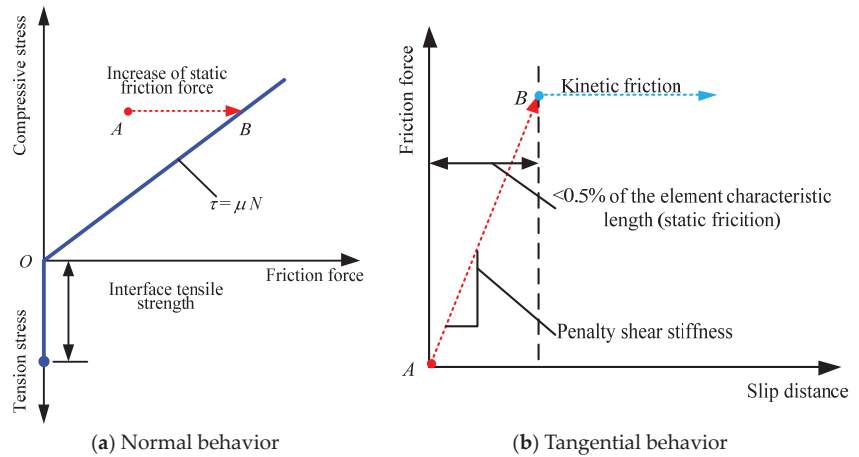 Compressive stress
Increase of static
friction force
A
B
τ = μ N
O
Friction force
Interface tensile
strength
Tension stress
(a) Normal behavior
Friction force
B
Kinetic friction
<0.5% of the element characteristic
length (static fricition)
Penalty shear stiffness
A
Slip distance
(b) Tangential behavior